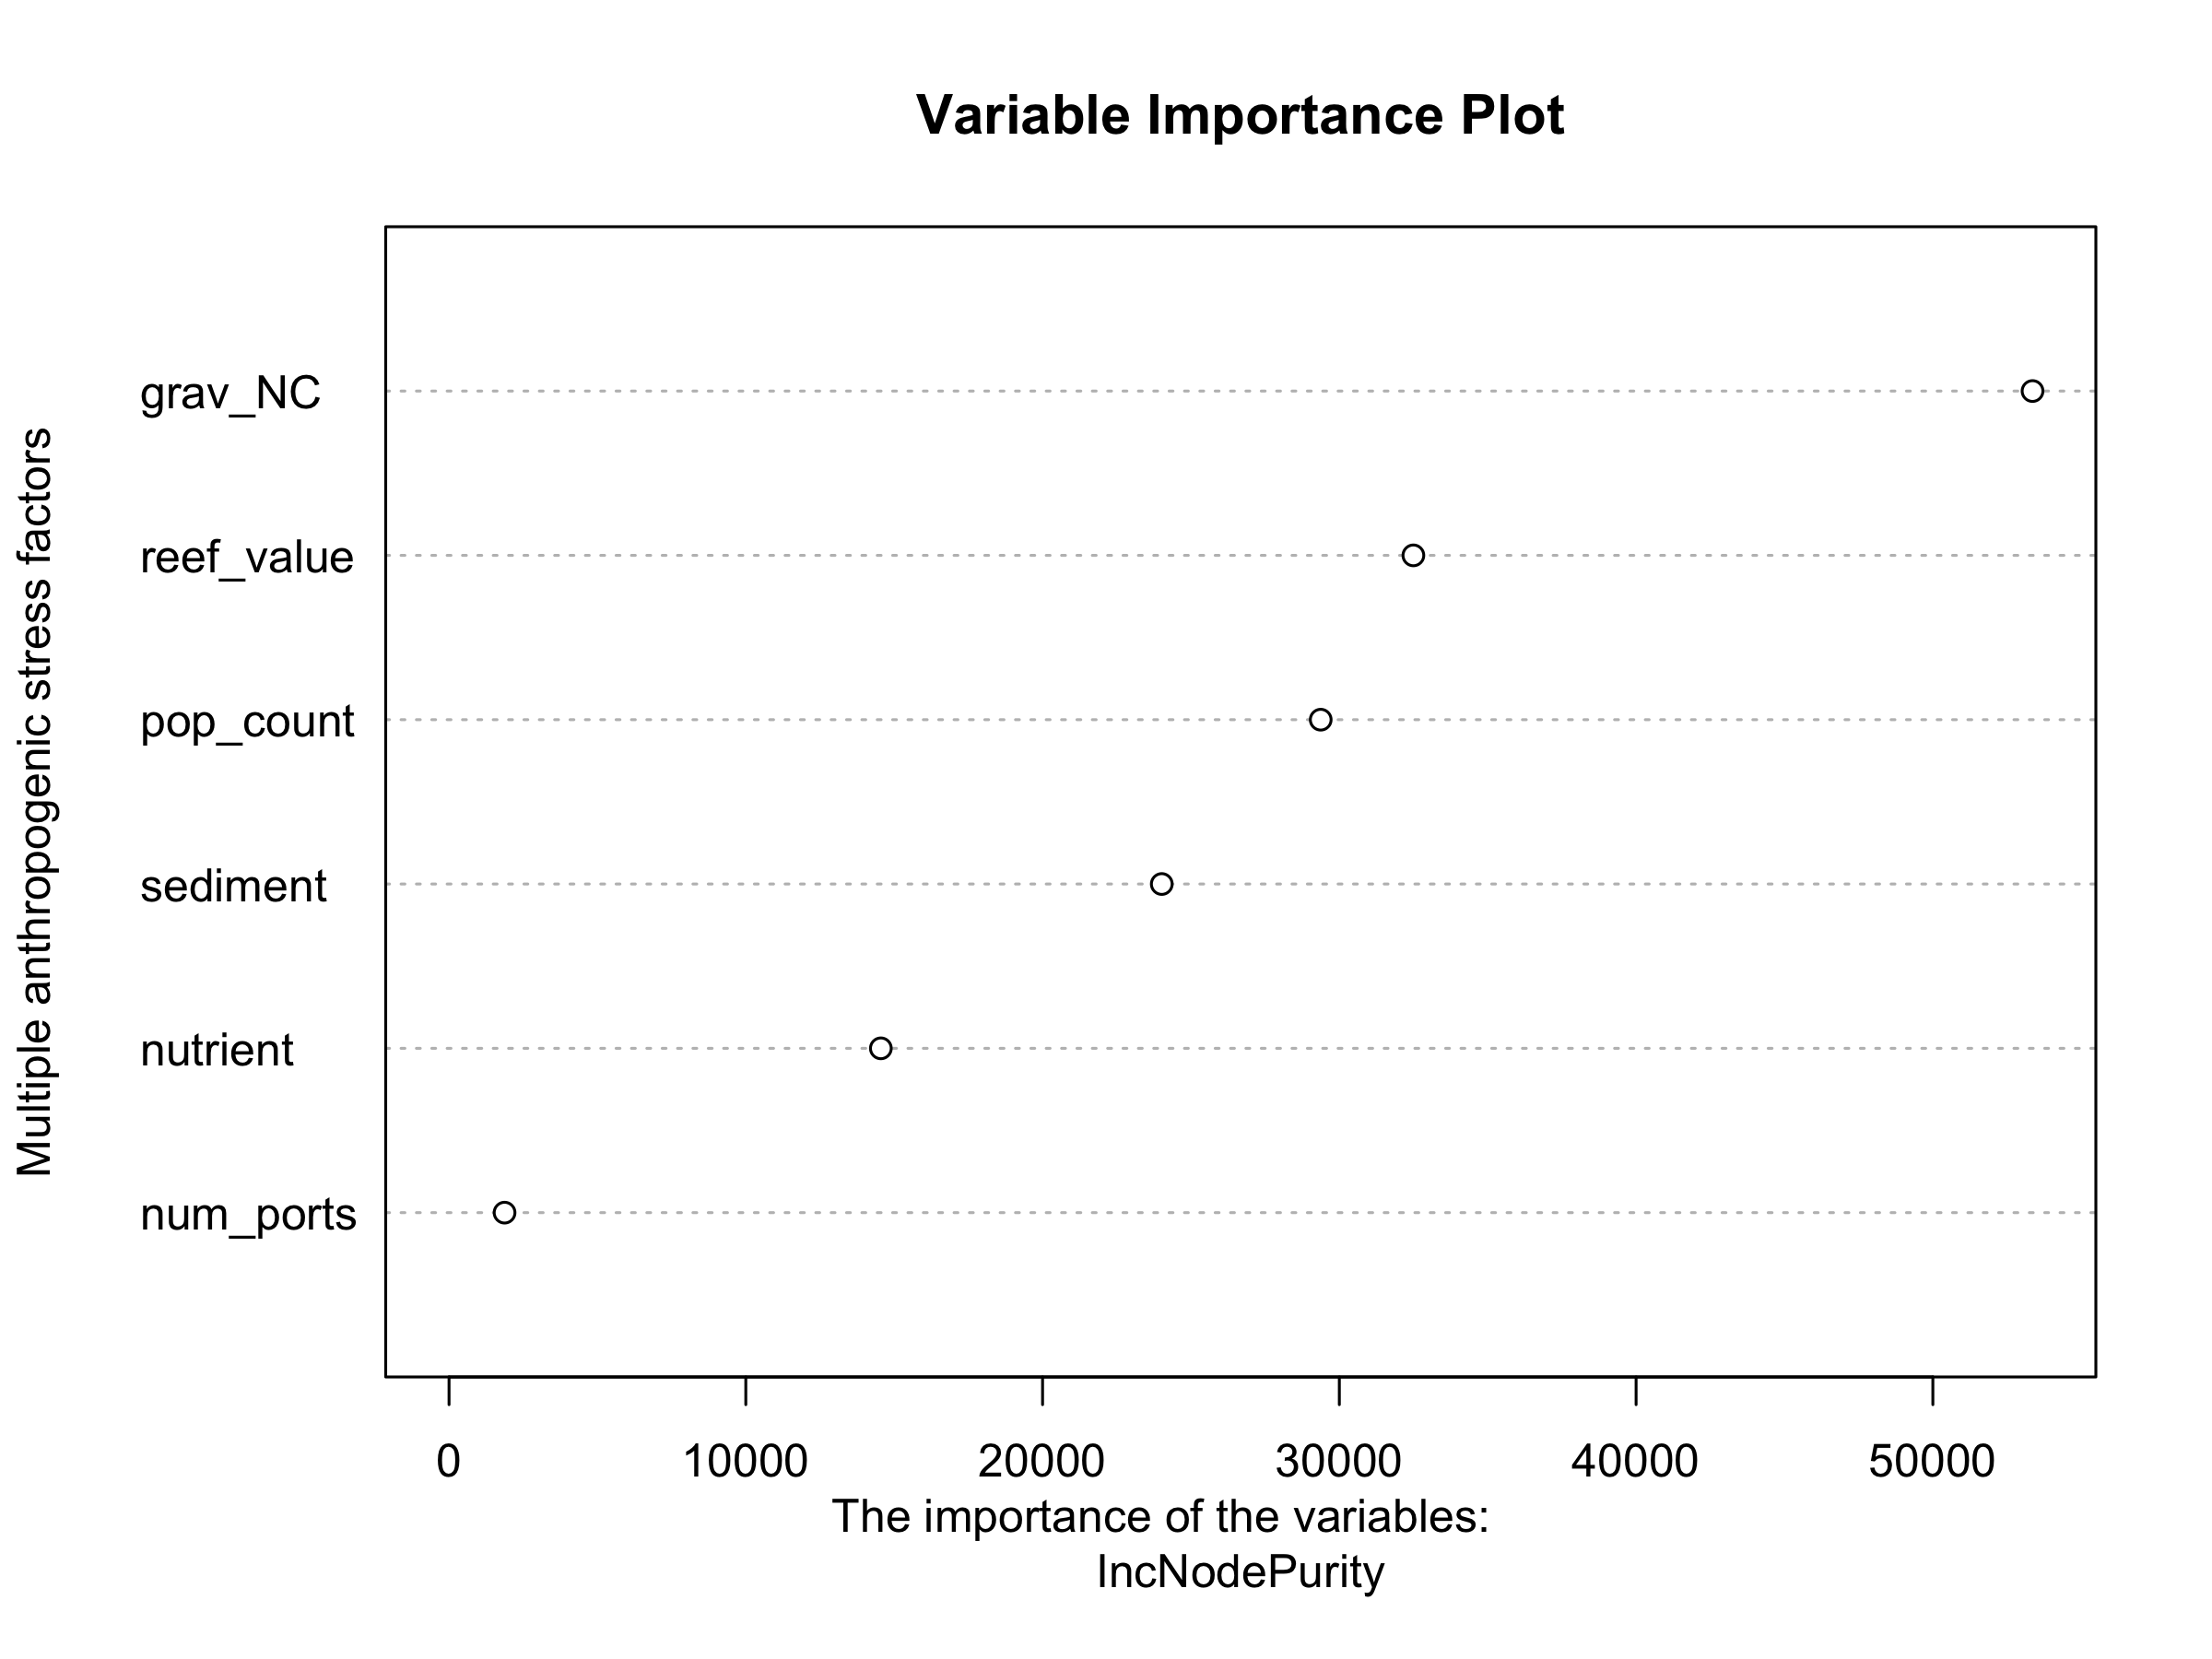 Variable Importance Plot
Multiple anthropogenic stress factors
grav_NC
reef_value
pop_count
sediment
nutrient
num_ports
0 10000 20000 30000 40000 50000
The importance of the variables:
IncNodePurity